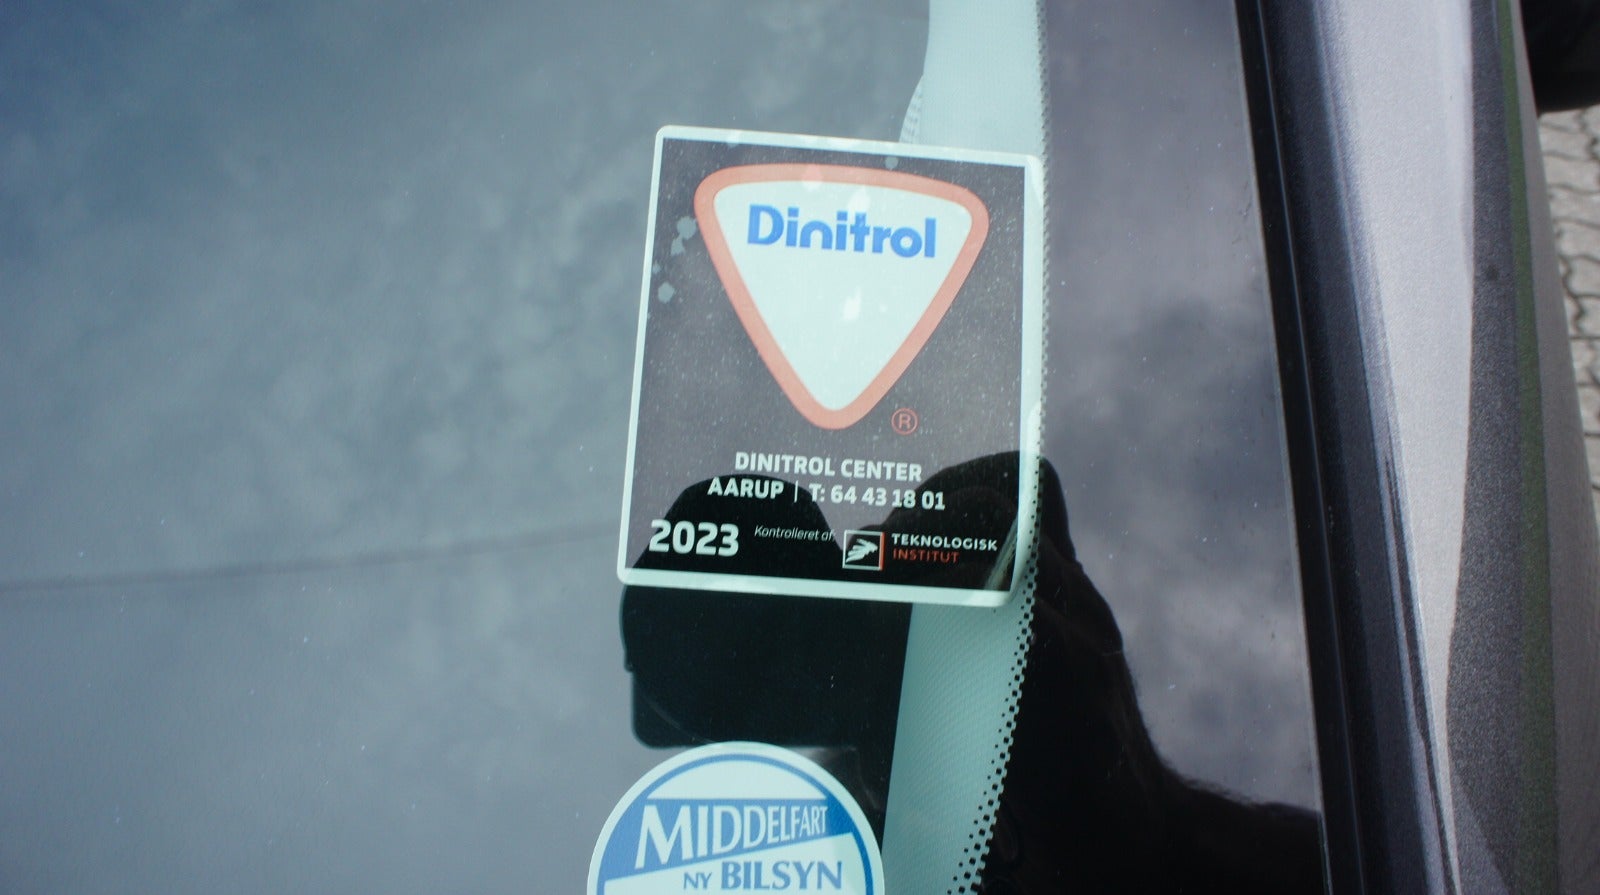 Dinitrol
®
DINITROL CENTER
AARUP | T: 64 43 18 01
2023 Kontrolleret af: TEKNOLOGISK
INSTITUT
MIDDELFART
NY BILSYN